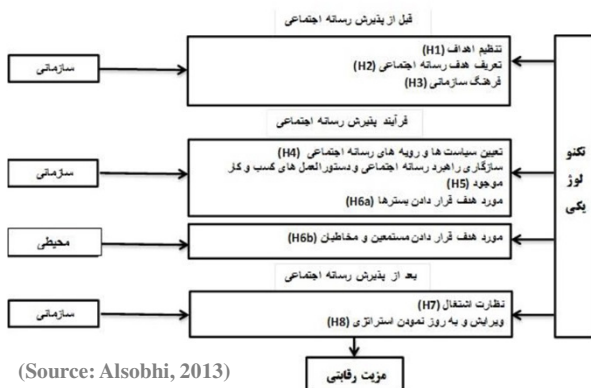 قبل از پذیرش رسانه اجتماعی
تنظیم اهداف (H1)
تعریف هدف رسانه اجتماعی (H2)
فرهنگ سازمانی (H3)
سازمانی
فرآیند پذیرش رسانه اجتماعی
تعیین سیاست ها و رویه های رسانه اجتماعی (H4)
سازگاری راهبرد رسانه اجتماعی و دستورالعمل های کسب و کار
موجود (H5)
مورد هدف قرار دادن بسترها (H6a)
سازمانی
مورد هدف قرار دادن مستمعین و مخاطبان (H6b)
محیطی
بعد از پذیرش رسانه اجتماعی
نظارت اشتغال (H7)
ویرایش و به روز نمودن استراتژی (H8)
سازمانی
تکنو
لوژ
یکی
مزیت رقابتی
(Source: Alsobhi, 2013)